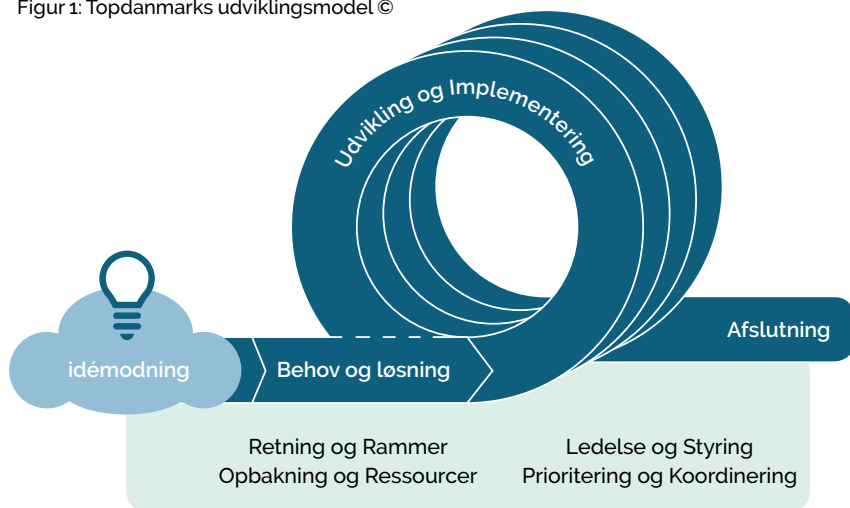 Figur 1: Topdanmarks udviklingsmodel ©
Udvikling og Implementering
Afslutning
idémodning
Behov og løsning
Retning og Rammer
Opbakning og Ressourcer
Ledelse og Styring
Prioritering og Koordinering